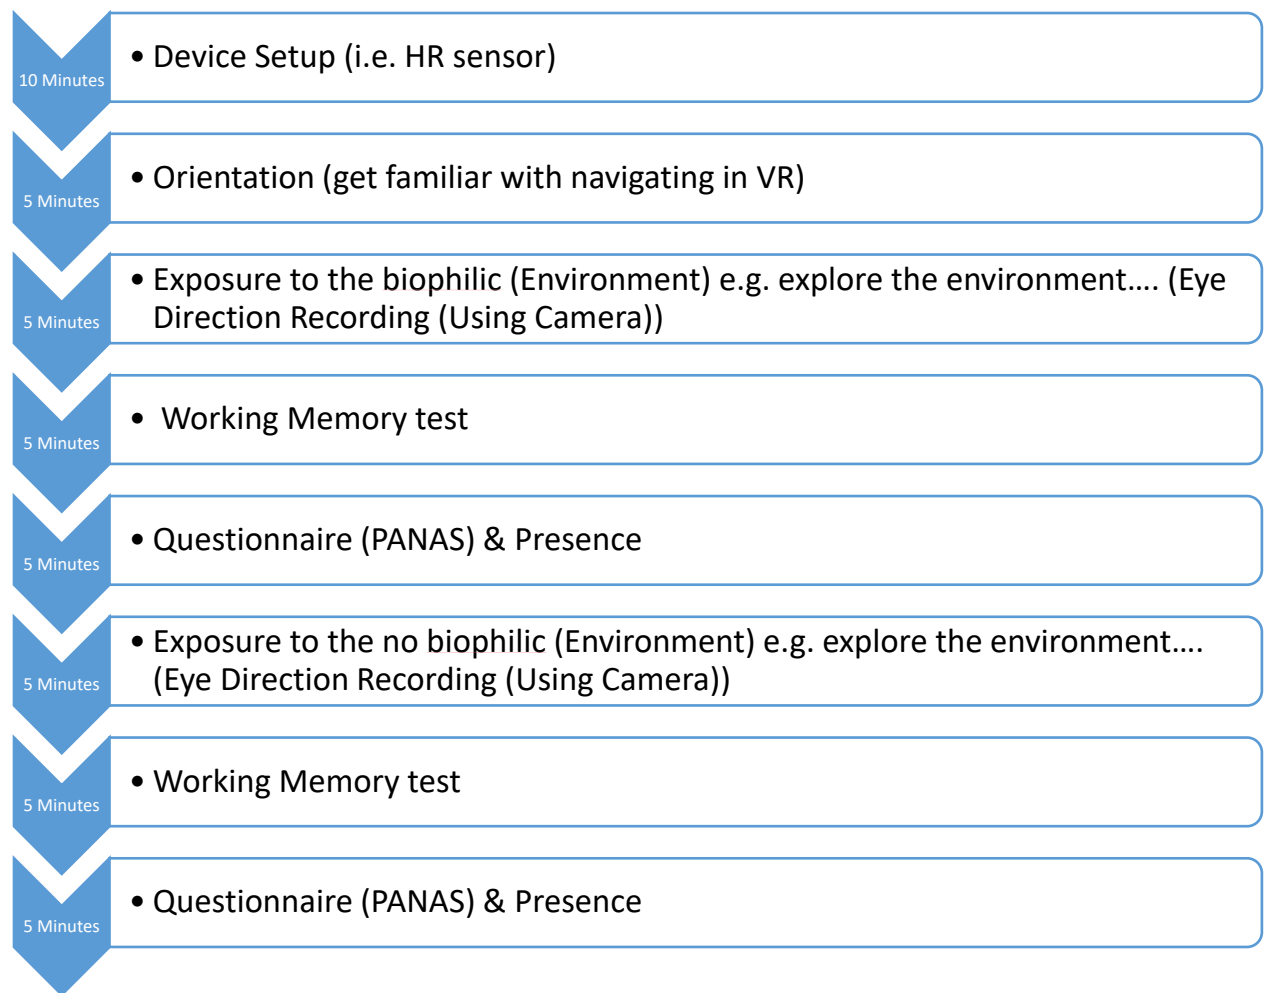 10 Minutes
• Device Setup (i.e. HR sensor)
5 Minutes
• Orientation (get familiar with navigating in VR)
5 Minutes
• Exposure to the biophilic (Environment) e.g. explore the environment…. (Eye
Direction Recording (Using Camera))
5 Minutes
• Working Memory test
5 Minutes
• Questionnaire (PANAS) & Presence
5 Minutes
• Exposure to the no biophilic (Environment) e.g. explore the environment….
(Eye Direction Recording (Using Camera))
5 Minutes
• Working Memory test
5 Minutes
• Questionnaire (PANAS) & Presence